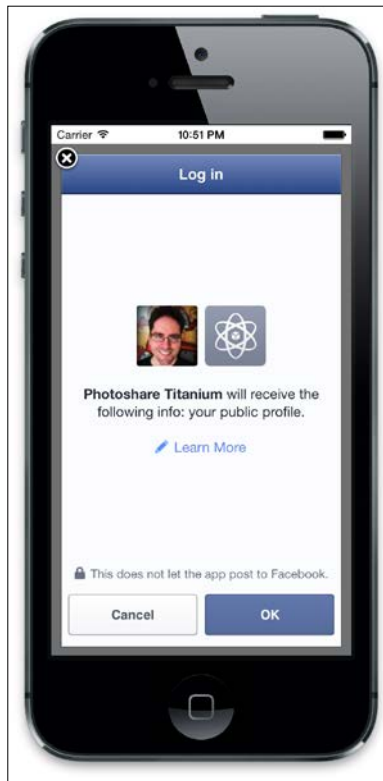 Carrier 10:51 PM
Log in
Photoshare Titanium will receive the
following info: your public profile.
Learn More
This does not let the app post to Facebook.
Cancel OK